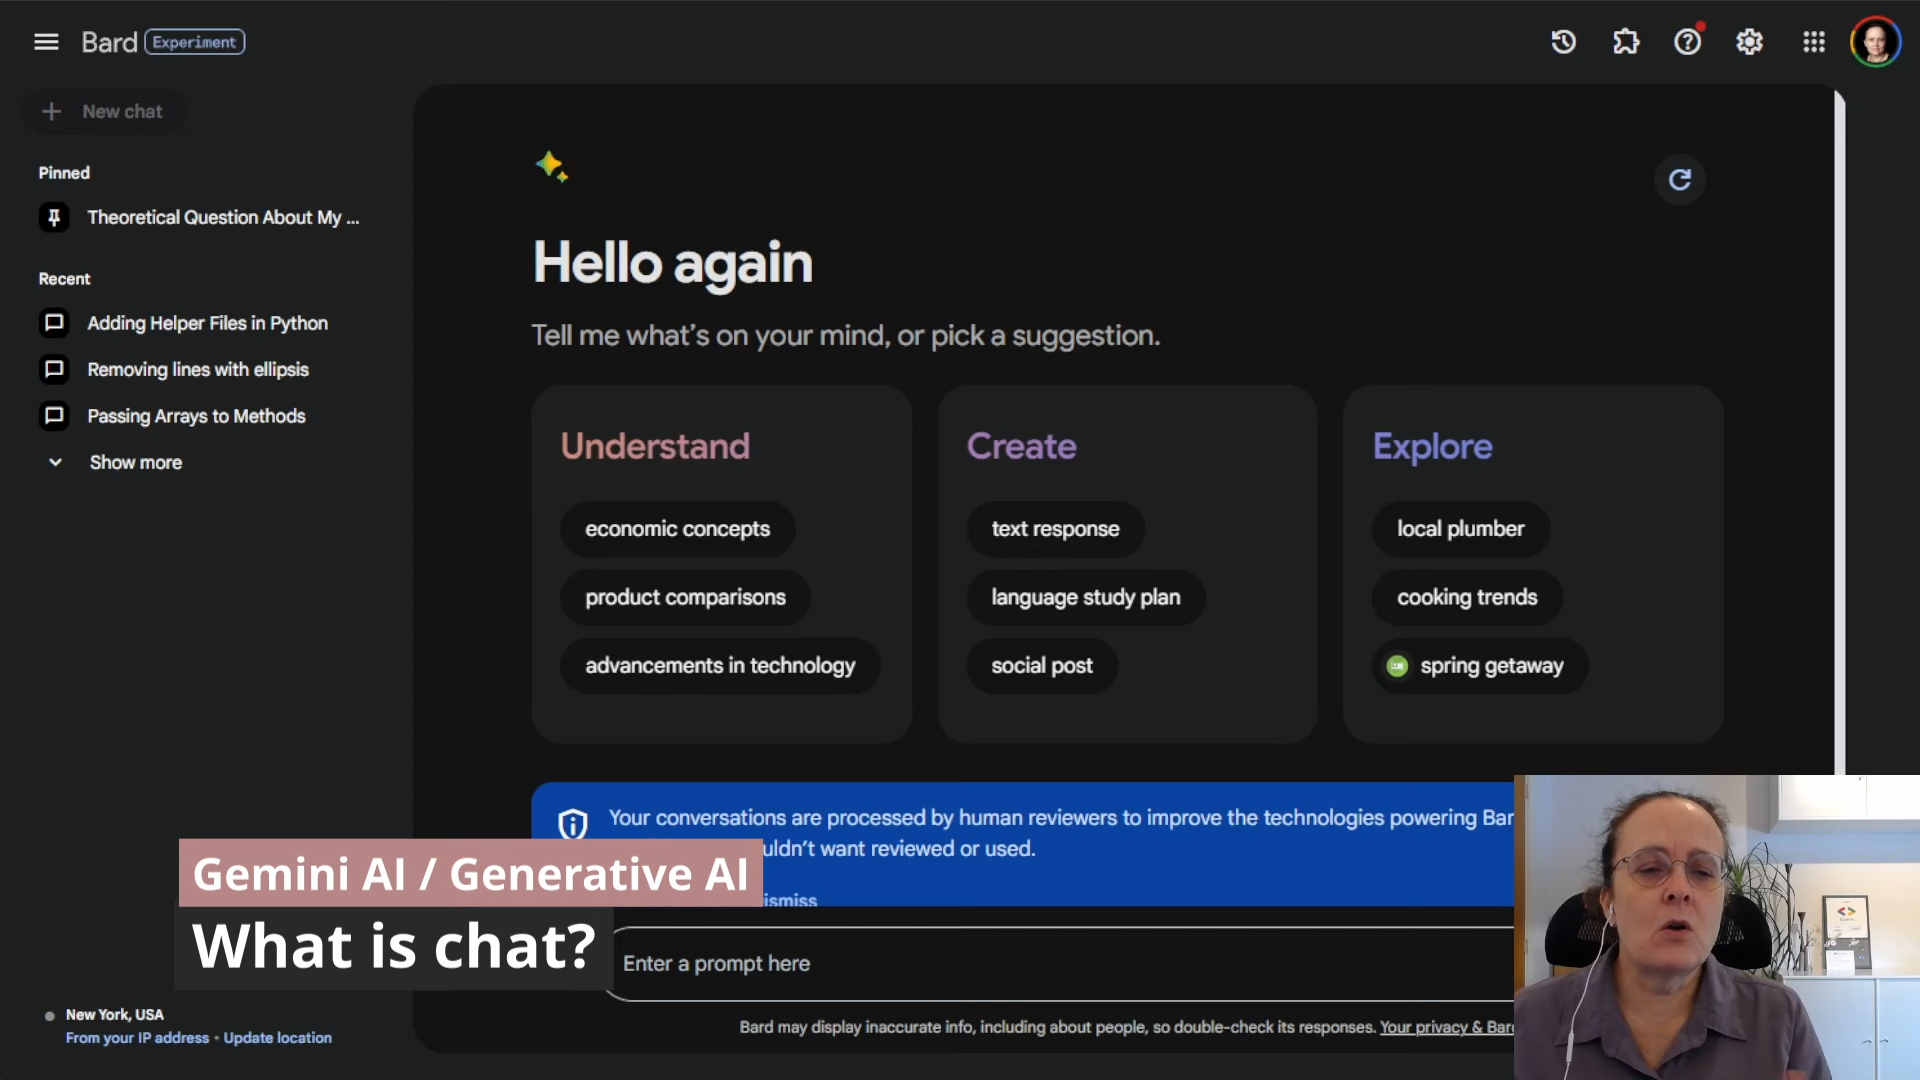 Bard Experiment
New chat
Pinned
Theoretical Question About My ...
Recent
Adding Helper Files in Python
Removing lines with ellipsis
Passing Arrays to Methods
Show more
New York, USA
From your IP address • Update location
Hello again
Tell me what's on your mind, or pick a suggestion.
Understand
economic concepts
product comparisons
advancements in technology
Create
text response
language study plan
social post
Explore
local plumber
cooking trends
spring getaway
Your conversations are processed by human reviewers to improve the technologies powering Bar
uldn't want reviewed or used.
ismiss
Gemini AI / Generative AI
What is chat?
Enter a prompt here
Bard may display inaccurate info, including about people, so double-check its responses. Your privacy & Bar